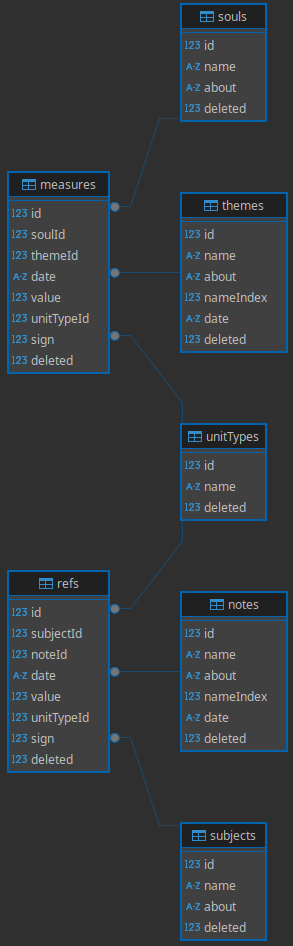 souls
123 id
A-Z name
A-Z about
123 deleted
measures
123 id
123 soulId
123 themeId
A-Z date
123 value
123 unitTypeId
123 sign
123 deleted
themes
123 id
A-Z name
A-Z about
123 nameIndex
A-Z date
123 deleted
unitTypes
123 id
A-Z name
123 deleted
refs
123 id
123 subjectId
123 noteId
A-Z date
123 value
123 unitTypeId
123 sign
123 deleted
notes
123 id
A-Z name
A-Z about
123 nameIndex
A-Z date
123 deleted
subjects
123 id
A-Z name
A-Z about
123 deleted